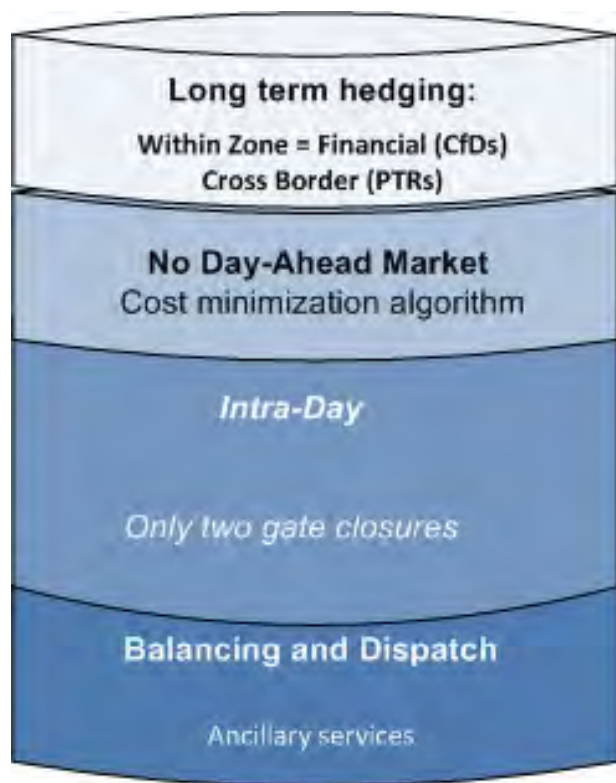 Long term hedging:
Within Zone = Financial (CfDs)
Cross Border (PTRs)
No Day-Ahead Market
Cost minimization algorithm
Intra-Day
Only two gate closures
Balancing and Dispatch
Ancillary services